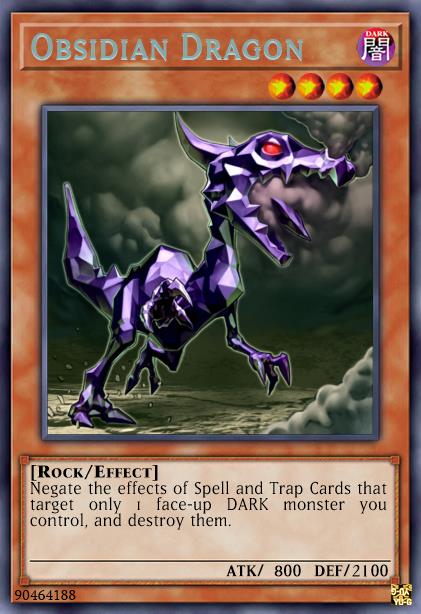 OBSIDIAN DRAGON
DARK
闇
[ROCK/EFFECT]
Negate the effects of Spell and Trap Cards that
target only 1 face-up DARK monster you
control, and destroy them.
ATK/ 800 DEF/2100
90464188